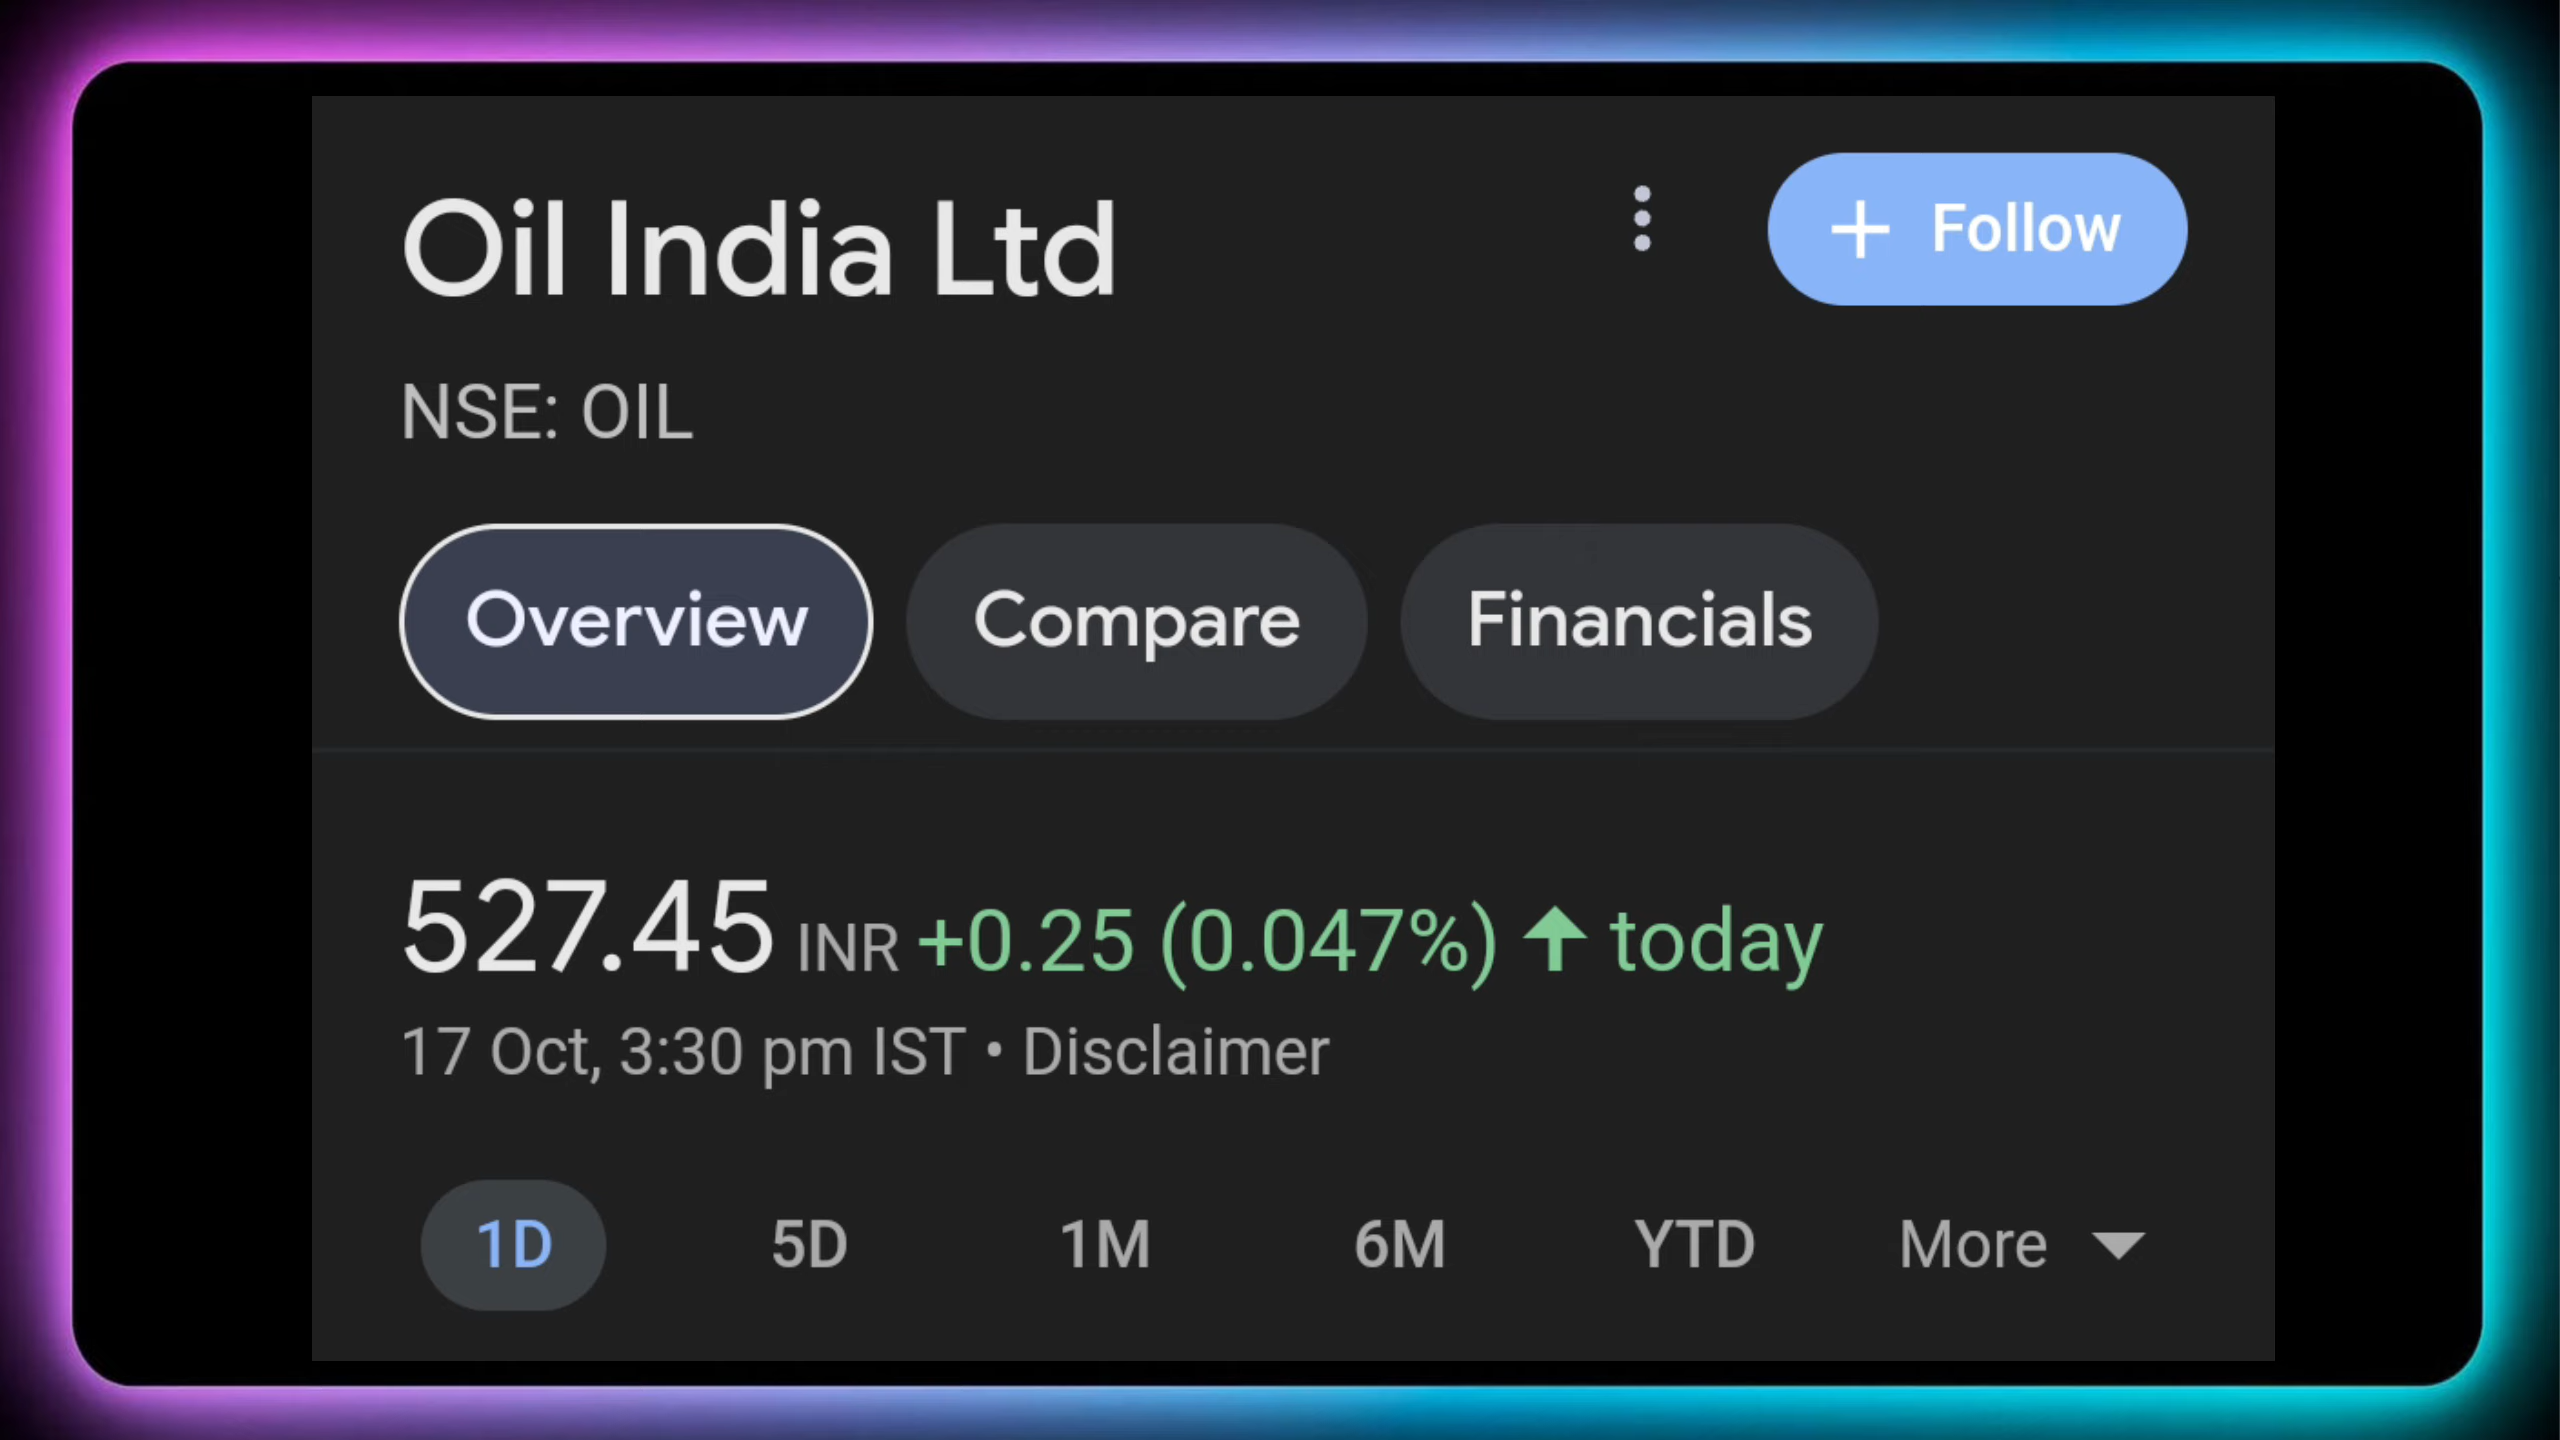 Oil India Ltd
+ Follow
NSE: OIL
Overview Compare Financials
527.45 INR +0.25 (0.047%) ↑ today
17 Oct, 3:30 pm IST • Disclaimer
1D 5D 1M 6M YTD More